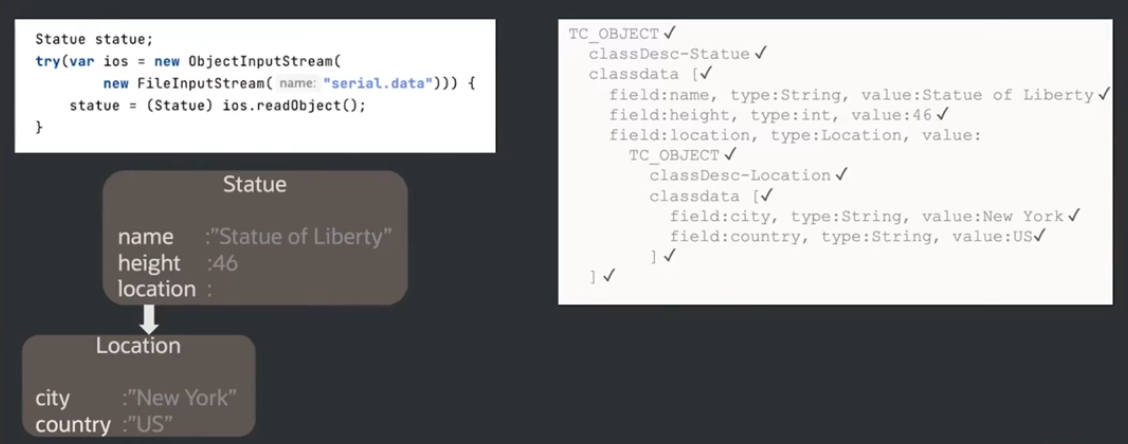 Statue statue;
try(var ios = new ObjectInputStream(
new FileInputStream( name: "serial.data"))) {
statue = (Statue) ios.readObject();
}
Statue
name :"Statue of Liberty"
height :46
location :
Location
city :"New York"
country :"US"
TC_OBJECT ✓
classDesc-Statue ✓
classdata [✓
field:name, type:String, value:Statue of Liberty ✓
field:height, type:int, value:46 ✓
field:location, type:Location, value:
TC_OBJECT ✓
classDesc-Location ✓
classdata [✓
field:city, type:String, value:New York ✓
field:country, type:String, value:US✓
] ✓
] ✓